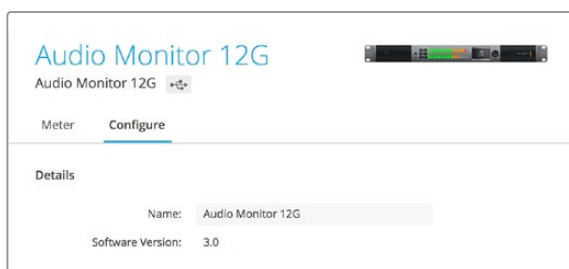 Audio Monitor 12G
Audio Monitor 12G
Meter Configure
Details
Name: Audio Monitor 12G
Software Version: 3.0